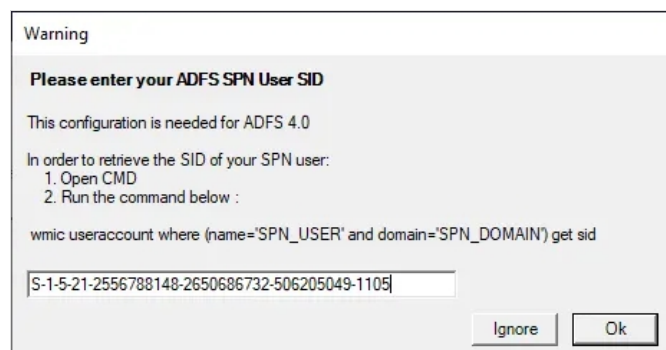 Warning
Please enter your ADFS SPN User SID
This configuration is needed for ADFS 4.0
In order to retrieve the SID of your SPN user:
1. Open CMD
2. Run the command below :
wmic useraccount where (name='SPN_USER' and domain='SPN_DOMAIN') get sid
S-1-5-21-2556788148-2650686732-506205049-1105
Ignore Ok